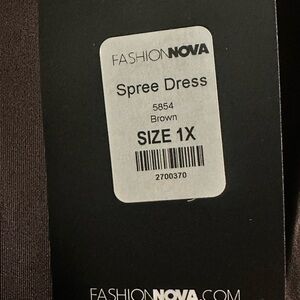 FASHIONNOVA
Spree Dress
5854
Brown
SIZE 1X
2700370
FASHIONNOVA.COM